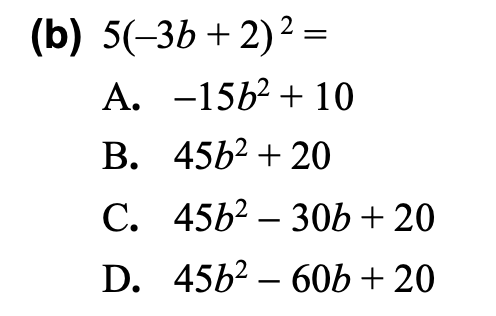 (b) 5(–3b + 2)² =
A. –15b² + 10
B. 45b² + 20
C. 45b² – 30b + 20
D. 45b² – 60b + 20